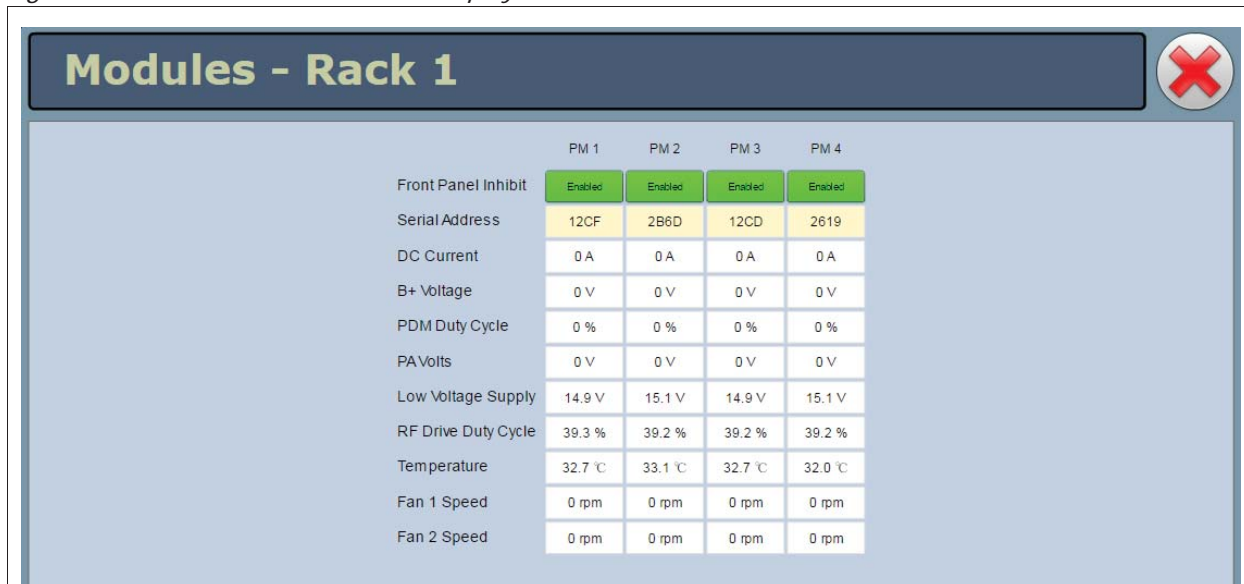 Modules - Rack 1
PM 1 PM 2 PM 3 PM 4
Front Panel Inhibit Enabled Enabled Enabled Enabled
Serial Address 12CF 2B6D 12CD 2619
DC Current 0 A 0 A 0 A 0 A
B+ Voltage 0 V 0 V 0 V 0 V
PDM Duty Cycle 0 % 0 % 0 % 0 %
PA Volts 0 V 0 V 0 V 0 V
Low Voltage Supply 14.9 V 15.1 V 14.9 V 15.1 V
RF Drive Duty Cycle 39.3 % 39.2 % 39.2 % 39.2 %
Temperature 32.7 ℃ 33.1 ℃ 32.7 ℃ 32.0 ℃
Fan 1 Speed 0 rpm 0 rpm 0 rpm 0 rpm
Fan 2 Speed 0 rpm 0 rpm 0 rpm 0 rpm